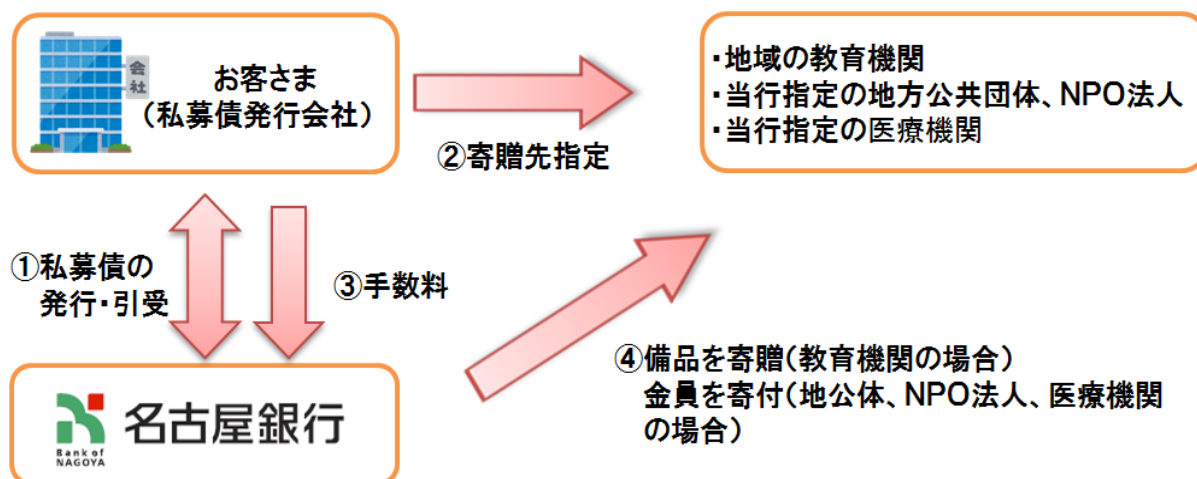 会社
お客さま
（私募債発行会社）
・地域の教育機関
・当行指定の地方公共団体、NPO法人
・当行指定の医療機関
②寄贈先指定
①私募債の
発行・引受
③手数料
④備品を寄贈（教育機関の場合）
金員を寄付（地公体、NPO法人、医療機関
の場合）
名古屋銀行
Bank of
NAGOYA